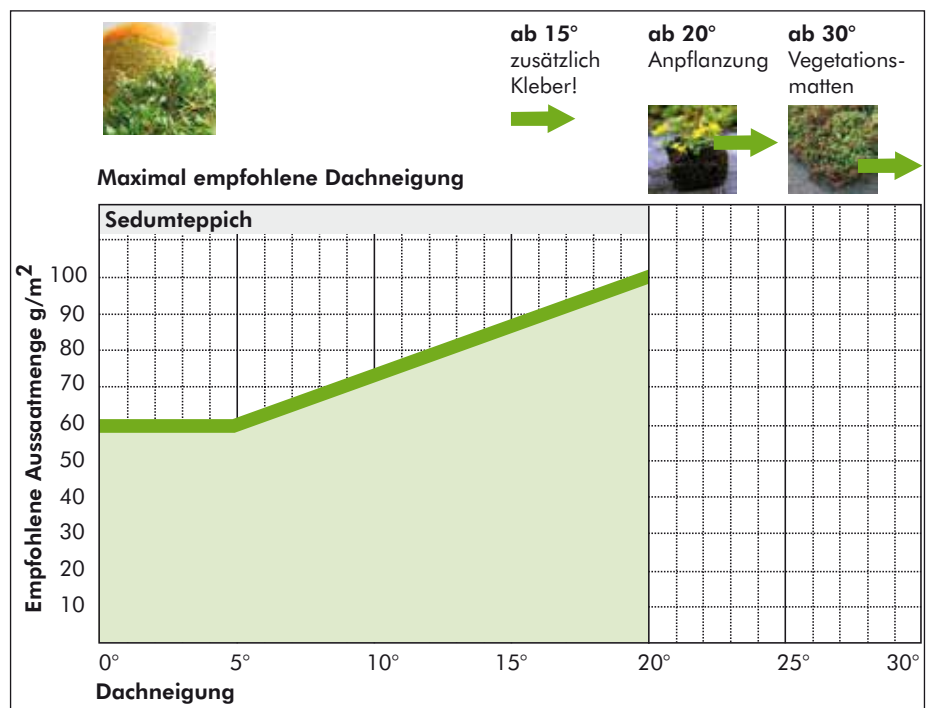 ab 15°
zusätzlich
Kleber!
ab 20°
Anpflanzung
ab 30°
Vegetations-
matten
Maximal empfohlene Dachneigung
Sedumteppich
Empfohlene Aussaatmenge g/m²
100
90
80
70
60
50
40
30
20
10
0° 5° 10° 15° 20° 25° 30°
Dachneigung